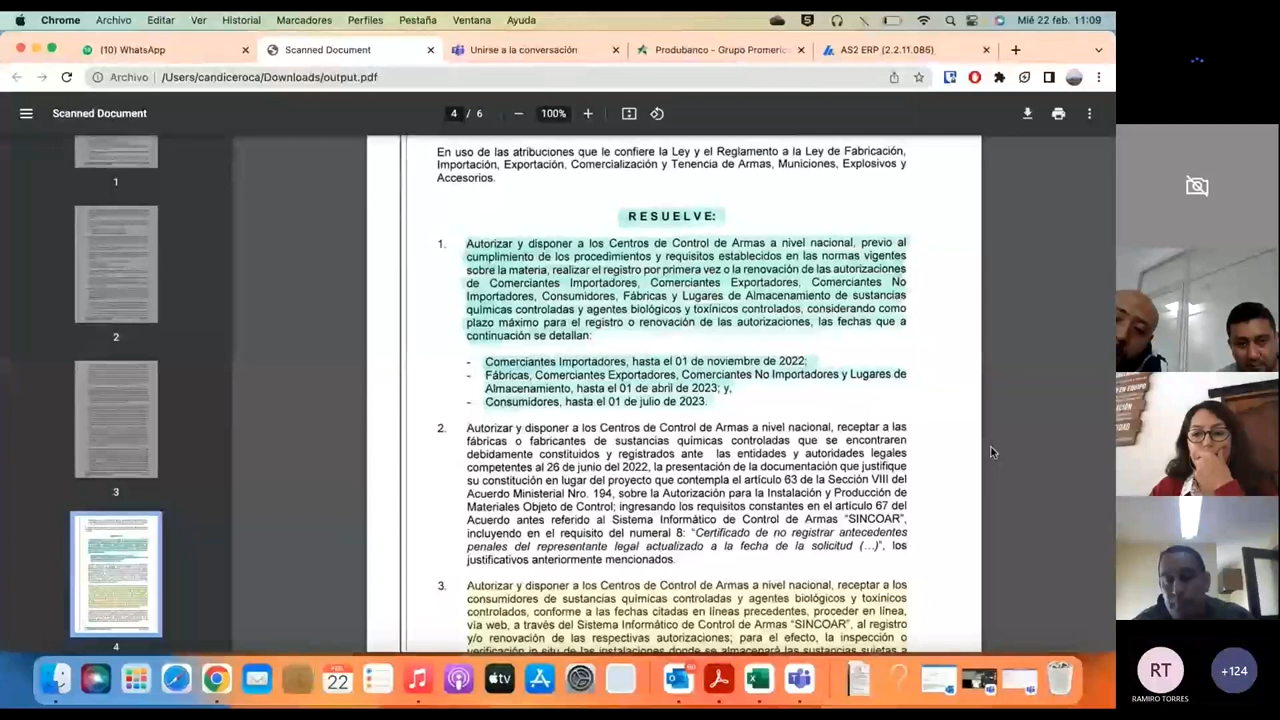 Chrome Archivo Editar Ver Historial Marcadores Perfiles Pestaña Ventana Ayuda Mié 22 feb. 11:09
(10) WhatsApp Scanned Document Unirse a la conversación Produbanco - Grupo Promeric AS2 ERP (2.2.11.086)
Archivo /Users/candiceroca/Downloads/output.pdf
Scanned Document 4 / 6 100%
En uso de las atribuciones que le confiere la Ley y el Reglamento a la Ley de Fabricación,
Importación, Exportación, Comercialización y Tenencia de Armas, Municiones, Explosivos y
Accesorios.
RESUELVE:
1. Autorizar y disponer a los Centros de Control de Armas a nivel nacional, previo al
cumplimiento de los procedimientos y requisitos establecidos en las normas vigentes
sobre la materia, realizar el registro por primera vez o la renovación de las autorizaciones
de Comerciantes Importadores, Comerciantes Exportadores, Comerciantes No
Importadores, Consumidores, Fábricas y Lugares de Almacenamiento de sustancias
químicas controladas y agentes biológicos y toxínicos controlados, considerando como
plazo máximo para el registro o renovación de las autorizaciones, las fechas que a
continuación se detallan:
- Comerciantes Importadores, hasta el 01 de noviembre de 2022;
- Fábricas, Comerciantes Exportadores, Comerciantes No Importadores y Lugares de
Almacenamiento, hasta el 01 de abril de 2023; y,
- Consumidores, hasta el 01 de julio de 2023.
2. Autorizar y disponer a los Centros de Control de Armas a nivel nacional, receptar a las
fábricas o fabricantes de sustancias químicas controladas que se encontraren
debidamente constituidos y registrados ante las entidades y autoridades legales
competentes al 26 de junio del 2022, la presentación de la documentación que justifique
su constitución en lugar del proyecto que contempla el artículo 63 de la Sección VIII del
Acuerdo Ministerial Nro. 194, sobre la Autorización para la Instalación y Producción de
Materiales Objeto de Control; ingresando los requisitos constantes en el artículo 67 del
Acuerdo antes referido al Sistema Informático de Control de Armas "SINCOAR",
incluyendo en el requisito del numeral 8: "Certificado de no registrar antecedentes
penales del representante legal actualizado a la fecha de la solicitud (...)", los
justificativos anteriormente mencionados.
3. Autorizar y disponer a los Centros de Control de Armas a nivel nacional, receptar a los
consumidores de sustancias químicas controladas y agentes biológicos y toxínicos
controlados, conforme a las fechas citadas en líneas precedentes, proceder en línea,
vía web, a través del Sistema Informático de Control de Armas "SINCOAR", al registro
y/o renovación de las respectivas autorizaciones; para el efecto, la inspección o
verificación in situ de las instalaciones donde se almacenará las sustancias sujetas a
1
2
3
4
FEB
22
tv
RT
RAMIRO TORRES
+124